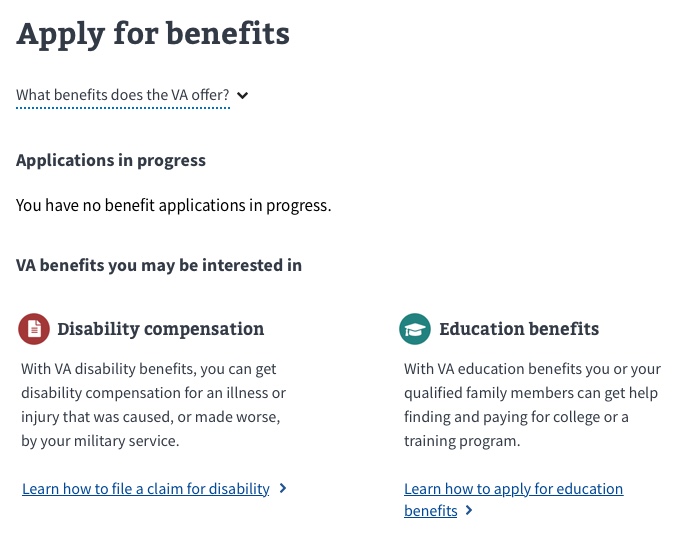 Apply for benefits
What benefits does the VA offer?
Applications in progress
You have no benefit applications in progress.
VA benefits you may be interested in
Disability compensation
With VA disability benefits, you can get
disability compensation for an illness or
injury that was caused, or made worse,
by your military service.
Learn how to file a claim for disability
Education benefits
With VA education benefits you or your
qualified family members can get help
finding and paying for college or a
training program.
Learn how to apply for education
benefits